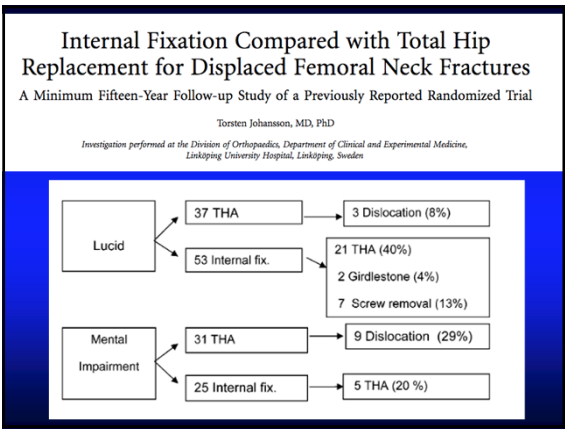 Internal Fixation Compared with Total Hip
Replacement for Displaced Femoral Neck Fractures
A Minimum Fifteen-Year Follow-up Study of a Previously Reported Randomized Trial
Torsten Johansson, MD, PhD
Investigation performed at the Division of Orthopaedics, Department of Clinical and Experimental Medicine,
Linköping University Hospital, Linköping, Sweden
Lucid
37 THA
3 Dislocation (8%)
53 Internal fix.
21 THA (40%)
2 Girdlestone (4%)
7 Screw removal (13%)
Mental
Impairment
31 THA
9 Dislocation (29%)
25 Internal fix.
5 THA (20 %)